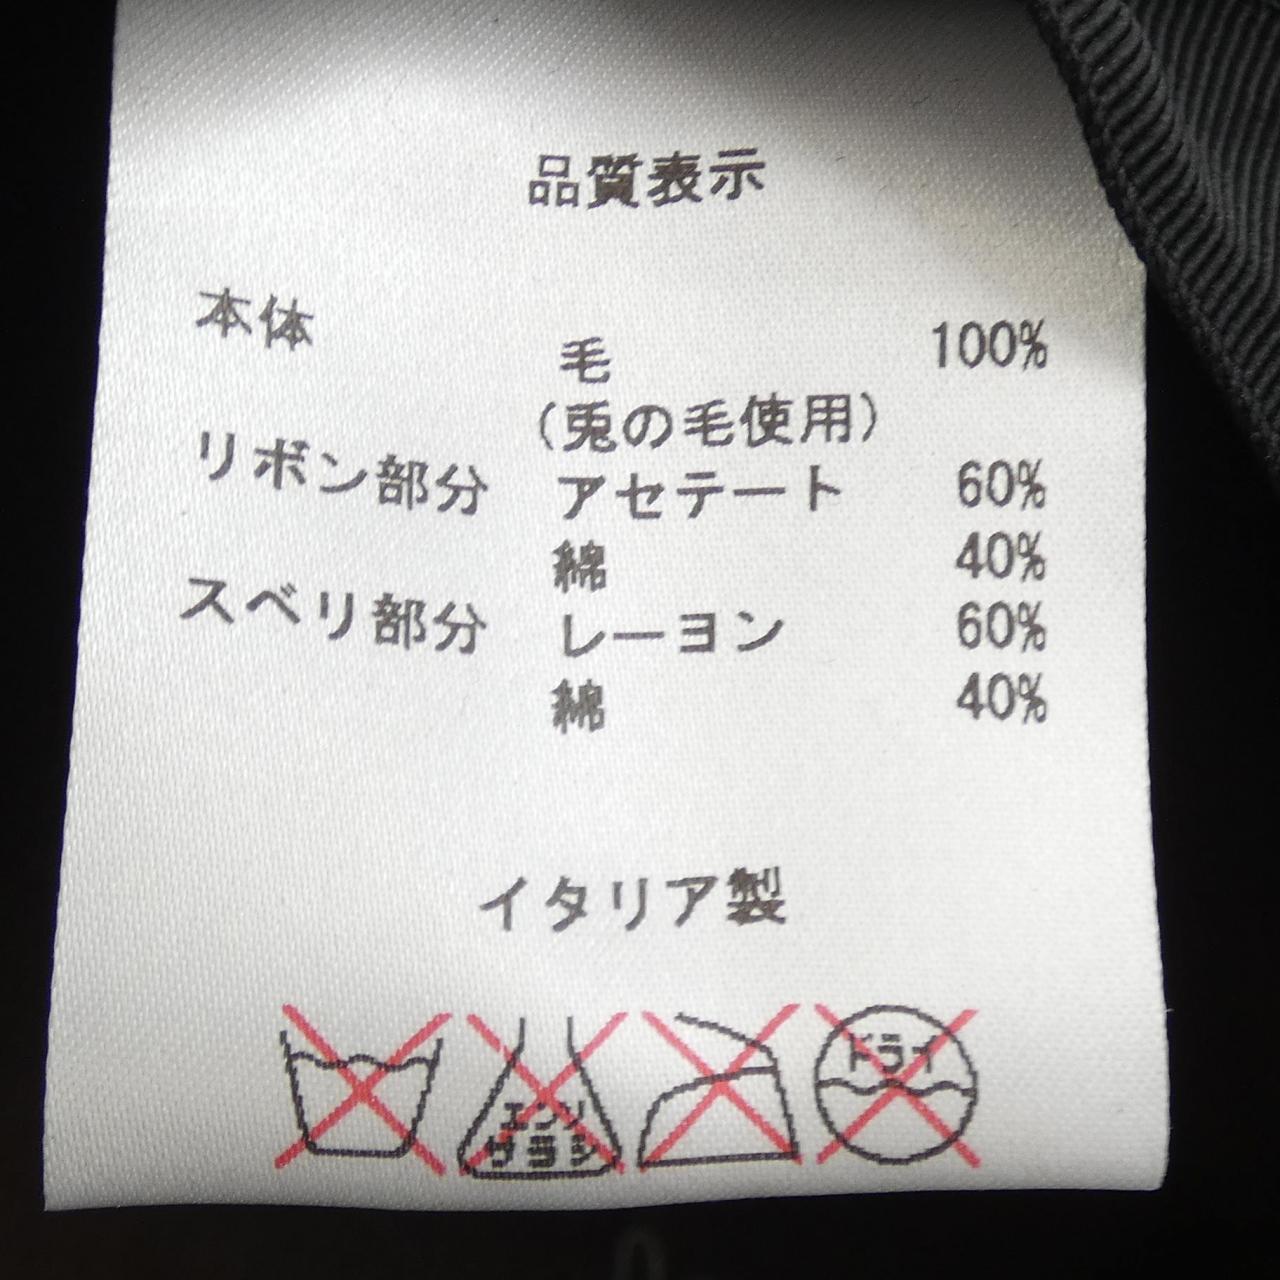 品質表示
本体 毛 100%
(兎の毛使用)
リボン部分 アセテート 60%
綿 40%
スベリ部分 レーヨン 60%
綿 40%
イタリア製
エンソ
サラシ
ドライ